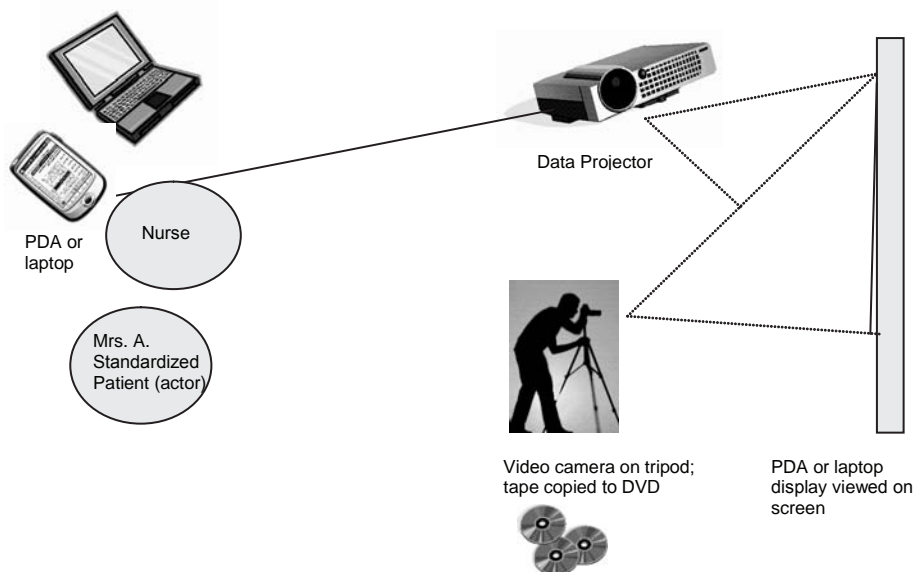 Data Projector
PDA or
laptop
Nurse
Mrs. A.
Standardized
Patient (actor)
Video camera on tripod;
tape copied to DVD
PDA or laptop
display viewed on
screen